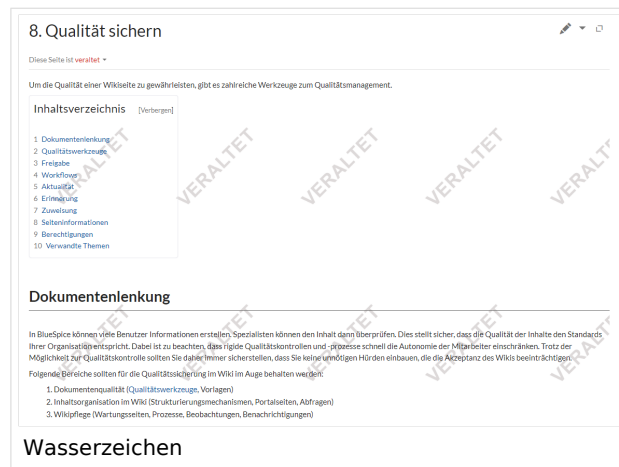 8. Qualität sichern
Diese Seite ist veraltet
Um die Qualität einer Wikiseite zu gewährleisten, gibt es zahlreiche Werkzeuge zum Qualitätsmanagement.
Inhaltsverzeichnis [Verbergen]
1 Dokumentenlenkung
2 Qualitätswerkzeuge
3 Freigabe
4 Workflows
5 Aktualität
6 Erinnerung
7 Zuweisung
8 Seiteninformationen
9 Berechtigungen
10 Verwandte Themen
VERALTET VERALTET VERALTET VERALTET VERALTET
Dokumentenlenkung
In BlueSpice können viele Benutzer Informationen erstellen. Spezialisten können den Inhalt dann überprüfen. Dies stellt sicher, dass die Qualität der Inhalte den Standards
Ihrer Organisation entspricht. Dabei ist zu beachten, dass rigide Qualitätskontrollen und -prozesse schnell die Autonomie der Mitarbeiter einschränken. Trotz der
Möglichkeit zur Qualitätskontrolle sollten Sie daher immer sicherstellen, dass Sie keine unnötigen Hürden einbauen, die die Akzeptanz des Wikis beeinträchtigen.
Folgende Bereiche sollten für die Qualitätssicherung im Wiki im Auge behalten werden:
1. Dokumentenqualität (Qualitätswerkzeuge, Vorlagen)
2. Inhaltsorganisation im Wiki (Strukturierungsmechanismen, Portalseiten, Abfragen)
3. Wikipflege (Wartungsseiten, Prozesse, Beobachtungen, Benachrichtigungen)
VERALTET VERALTET VERALTET VERALTET VERALTET
Wasserzeichen